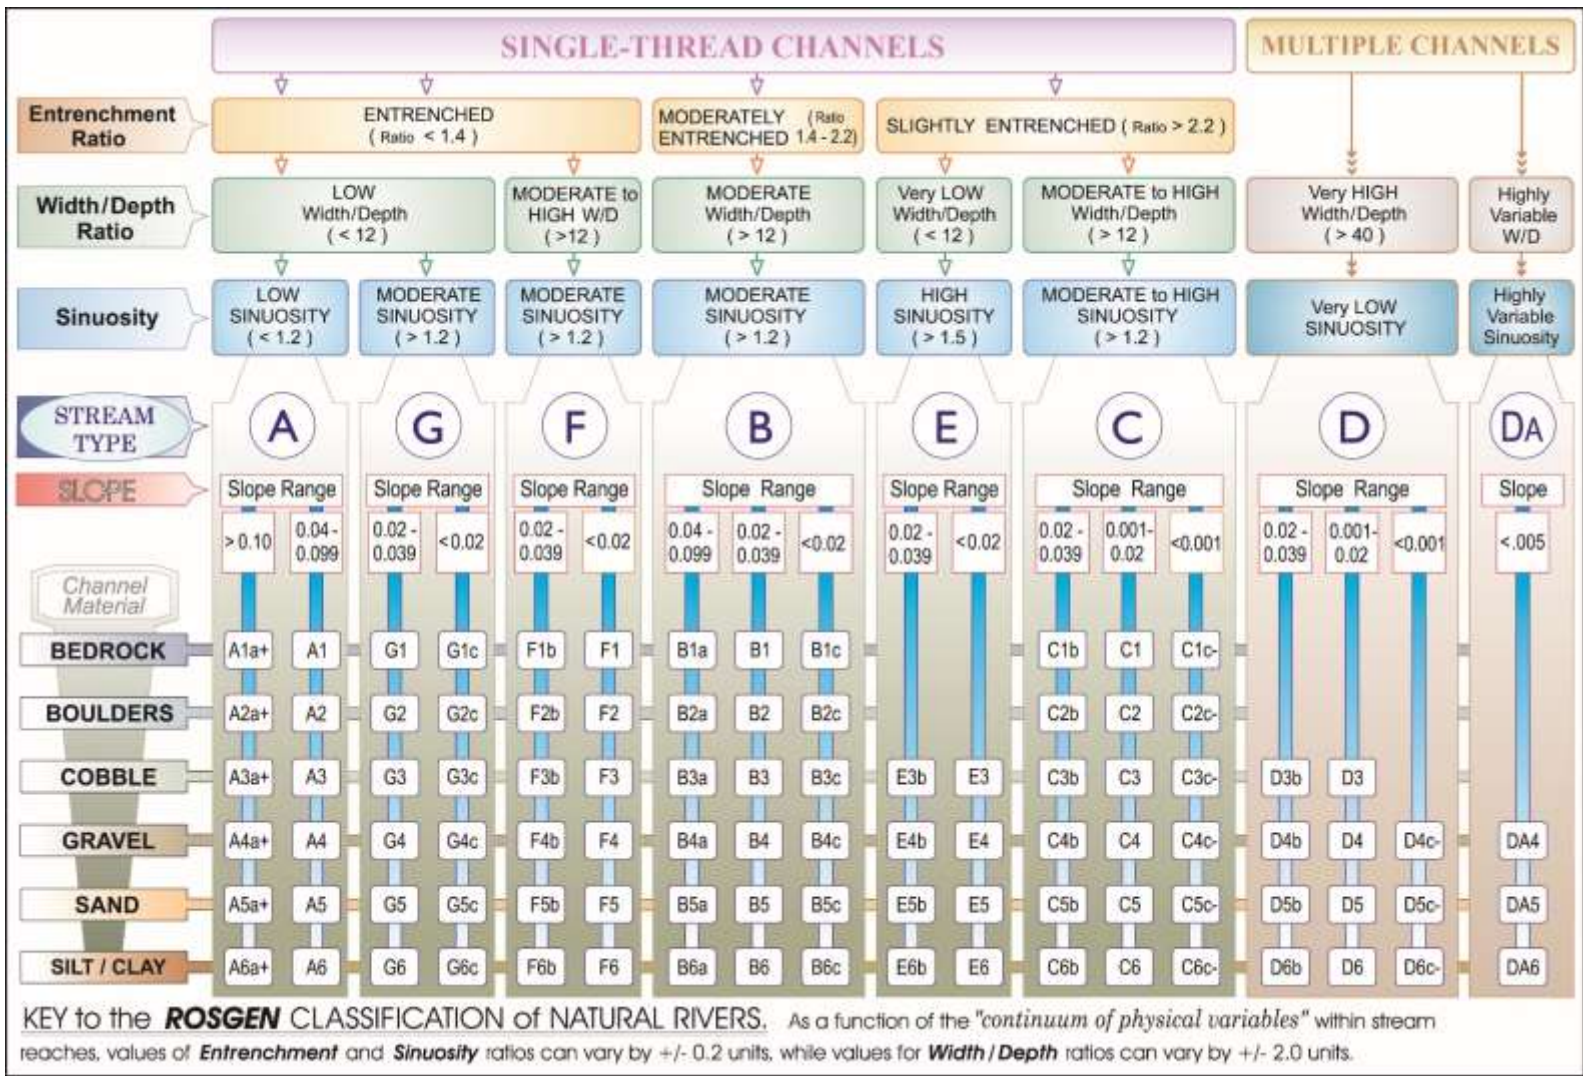 SINGLE-THREAD CHANNELS
MULTIPLE CHANNELS
Entrenchment
Ratio
ENTRENCHED
( Ratio < 1.4 )
MODERATELY ( Ratio
ENTRENCHED 1.4 - 2.2)
SLIGHTLY ENTRENCHED ( Ratio > 2.2 )
Width/Depth
Ratio
LOW
Width/Depth
( < 12 )
MODERATE to
HIGH W/D
( >12 )
MODERATE
Width/Depth
( > 12 )
Very LOW
Width/Depth
( < 12 )
MODERATE to HIGH
Width/Depth
( > 12 )
Very HIGH
Width/Depth
( > 40 )
Highly
Variable
W/D
Sinuosity
LOW
SINUOSITY
( < 1.2 )
MODERATE
SINUOSITY
( > 1.2 )
MODERATE
SINUOSITY
( > 1.2 )
MODERATE
SINUOSITY
( > 1.2 )
HIGH
SINUOSITY
( > 1.5 )
MODERATE to HIGH
SINUOSITY
( > 1.2 )
Very LOW
SINUOSITY
Highly
Variable
Sinuosity
STREAM
TYPE
A G F B E C D DA
SLOPE
Slope Range Slope Range Slope Range Slope Range Slope Range Slope Range Slope Range Slope
> 0.10
0.04 -
0.099
0.02 -
0.039
<0.02
0.02 -
0.039
<0.02
0.04 -
0.099
0.02 -
0.039
<0.02
0.02 -
0.039
<0.02
0.02 -
0.039
0.001-
0.02
<0.001
0.02 -
0.039
0.001-
0.02
<0.001
<.005
Channel
Material
BEDROCK A1a+ A1 G1 G1c F1b F1 B1a B1 B1c C1b C1 C1c-
BOULDERS A2a+ A2 G2 G2c F2b F2 B2a B2 B2c C2b C2 C2c-
COBBLE A3a+ A3 G3 G3c F3b F3 B3a B3 B3c E3b E3 C3b C3 C3c- D3b D3
GRAVEL A4a+ A4 G4 G4c F4b F4 B4a B4 B4c E4b E4 C4b C4 C4c- D4b D4 D4c- DA4
SAND A5a+ A5 G5 G5c F5b F5 B5a B5 B5c E5b E5 C5b C5 C5c- D5b D5 D5c- DA5
SILT / CLAY A6a+ A6 G6 G6c F6b F6 B6a B6 B6c E6b E6 C6b C6 C6c- D6b D6 D6c- DA6
KEY to the ROSGEN CLASSIFICATION of NATURAL RIVERS. As a function of the "continuum of physical variables" within stream
reaches, values of Entrenchment and Sinuosity ratios can vary by +/- 0.2 units, while values for Width / Depth ratios can vary by +/- 2.0 units.